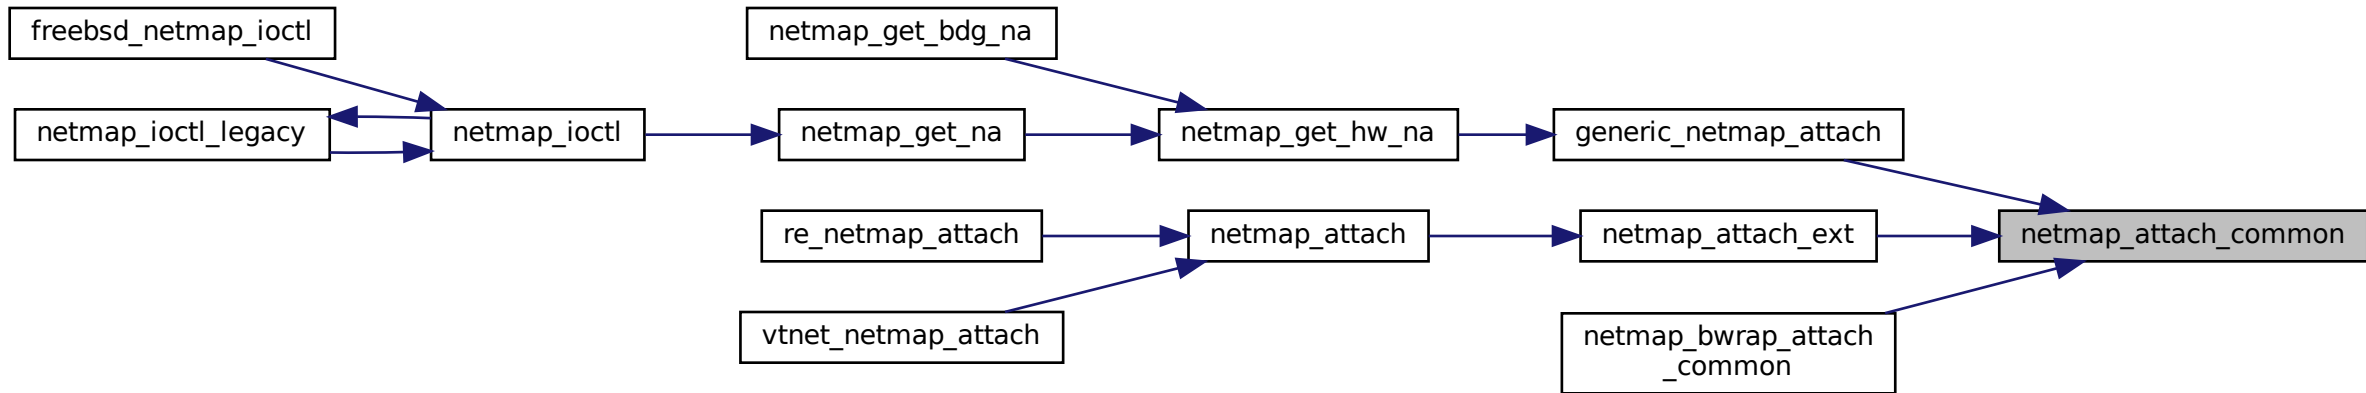 freebsd_netmap_ioctl
netmap_get_bdg_na
netmap_ioctl_legacy
netmap_ioctl
netmap_get_na
netmap_get_hw_na
generic_netmap_attach
re_netmap_attach
netmap_attach
netmap_attach_ext
netmap_attach_common
vtnet_netmap_attach
netmap_bwrap_attach
_common